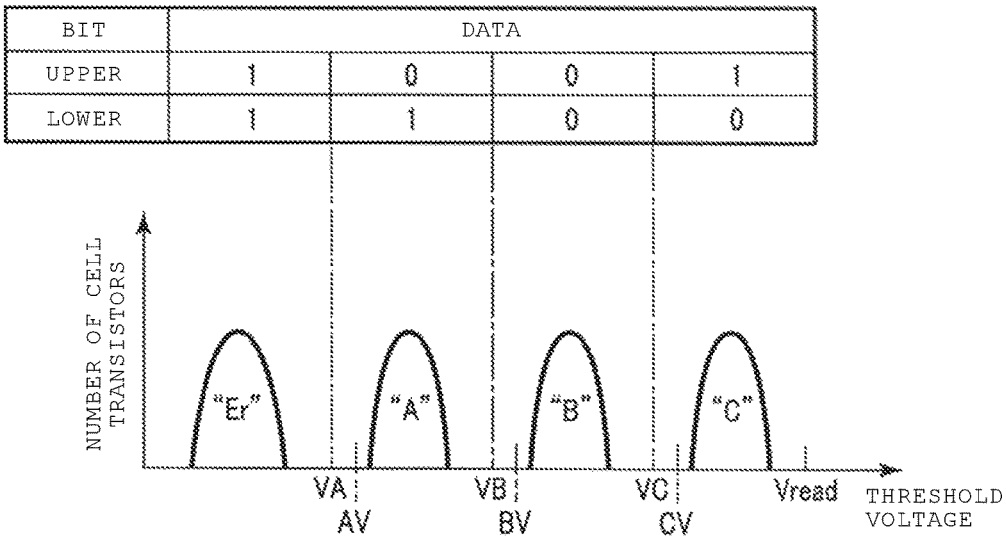 BIT DATA
UPPER 1 0 0 1
LOWER 1 1 0 0
NUMBER OF CELL
TRANSISTORS
"Er" "A" "B" "C"
VA VB VC Vread
AV BV CV
THRESHOLD
VOLTAGE